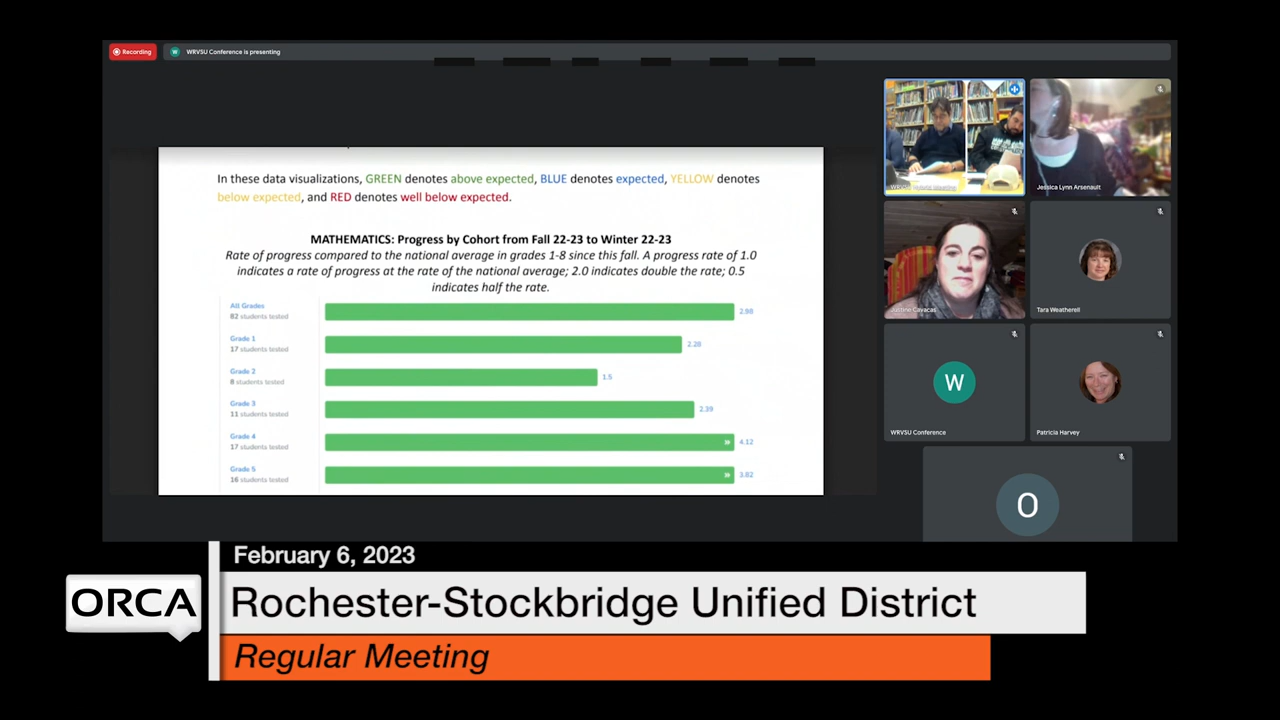 Recording
W
WRVSU Conference is presenting
In these data visualizations, GREEN denotes above expected, BLUE denotes expected, YELLOW denotes
below expected, and RED denotes well below expected.
MATHEMATICS: Progress by Cohort from Fall 22-23 to Winter 22-23
Rate of progress compared to the national average in grades 1-8 since this fall. A progress rate of 1.0
indicates a rate of progress at the rate of the national average; 2.0 indicates double the rate; 0.5
indicates half the rate.
All Grades
82 students tested
2.98
Grade 1
17 students tested
2.28
Grade 2
8 students tested
1.5
Grade 3
11 students tested
2.39
Grade 4
17 students tested
4.12
Grade 5
16 students tested
3.82
Jessica Lynn Arsenault
Justine Cavacas
Tara Weatherell
W
WRVSU Conference
Patricia Harvey
O
February 6, 2023
ORCA
Rochester-Stockbridge Unified District
Regular Meeting